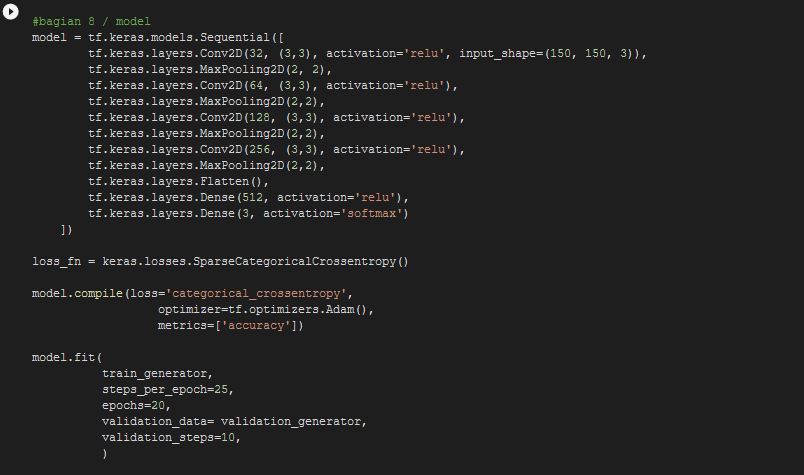 #bagian 8 / model
model = tf.keras.models.Sequential([
        tf.keras.layers.Conv2D(32, (3,3), activation='relu', input_shape=(150, 150, 3)),
        tf.keras.layers.MaxPooling2D(2, 2),
        tf.keras.layers.Conv2D(64, (3,3), activation='relu'),
        tf.keras.layers.MaxPooling2D(2,2),
        tf.keras.layers.Conv2D(128, (3,3), activation='relu'),
        tf.keras.layers.MaxPooling2D(2,2),
        tf.keras.layers.Conv2D(256, (3,3), activation='relu'),
        tf.keras.layers.MaxPooling2D(2,2),
        tf.keras.layers.Flatten(),
        tf.keras.layers.Dense(512, activation='relu'),
        tf.keras.layers.Dense(3, activation='softmax')
    ])

loss_fn = keras.losses.SparseCategoricalCrossentropy()

model.compile(loss='categorical_crossentropy',
                  optimizer=tf.optimizers.Adam(),
                  metrics=['accuracy'])

model.fit(
          train_generator,
          steps_per_epoch=25,
          epochs=20,
          validation_data= validation_generator,
          validation_steps=10,
          )